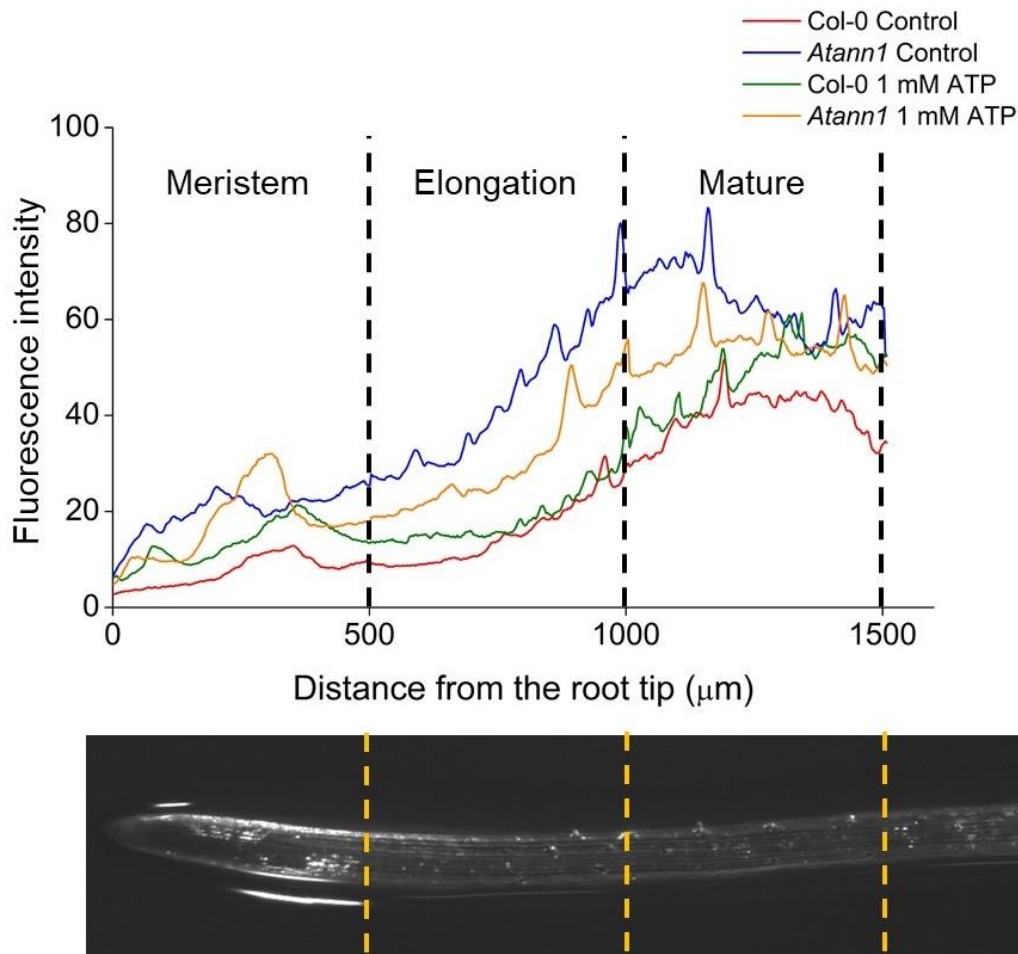 Col-0 Control
Atann1 Control
Col-0 1 mM ATP
Atann1 1 mM ATP
100
80
60
40
20
0
Fluorescence intensity
Meristem Elongation Mature
0 500 1000 1500
Distance from the root tip (μm)